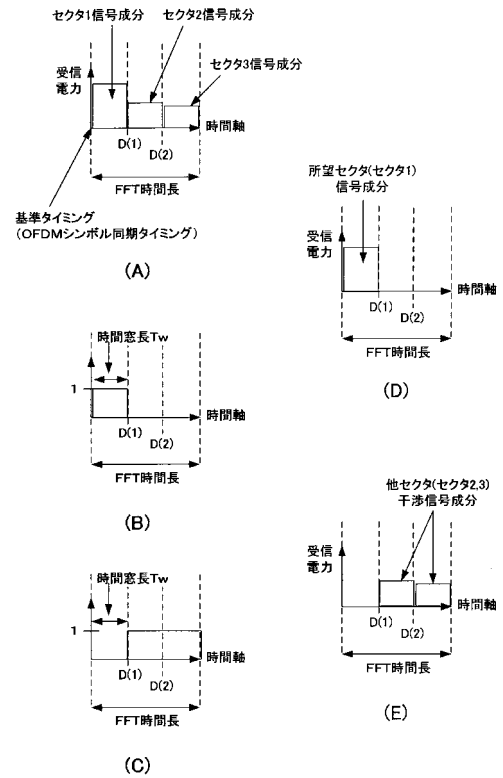 セクタ1信号成分
セクタ2信号成分
セクタ3信号成分
受信
電力
時間軸
D(1)
D(2)
FFT時間長
基準タイミング
(OFDMシンボル同期タイミング)
(A)
時間窓長Tw
1
時間軸
D(1)
D(2)
FFT時間長
(B)
時間窓長Tw
1
時間軸
D(1)
D(2)
FFT時間長
(C)
所望セクタ(セクタ1)
信号成分
受信
電力
時間軸
D(1)
D(2)
FFT時間長
(D)
他セクタ(セクタ2,3)
干渉信号成分
受信
電力
時間軸
D(1)
D(2)
FFT時間長
(E)